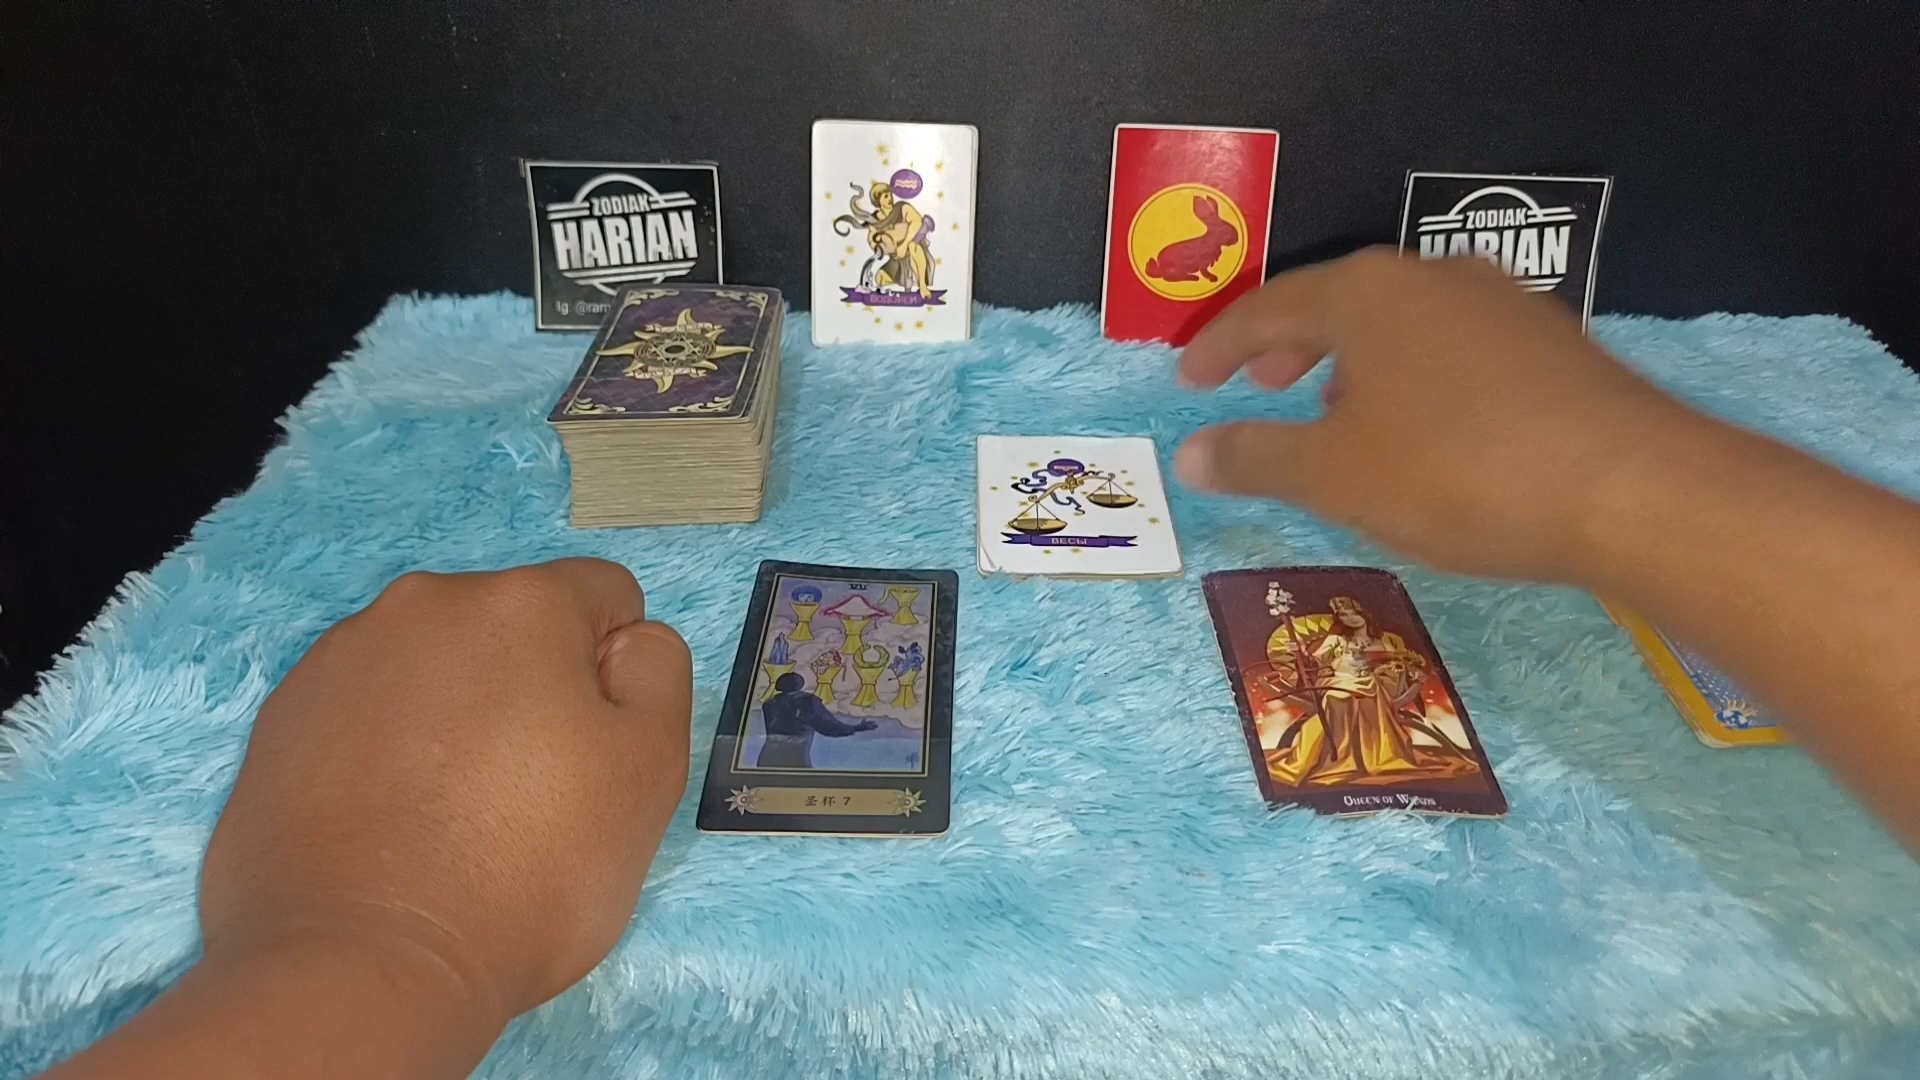 ZODIAK
HARIAN
Ig: @ram
ВОДОЛЕЙ
ZODIAK
HARIAN
ВЕСЫ
VII
圣杯 7
QUEEN OF WANDS